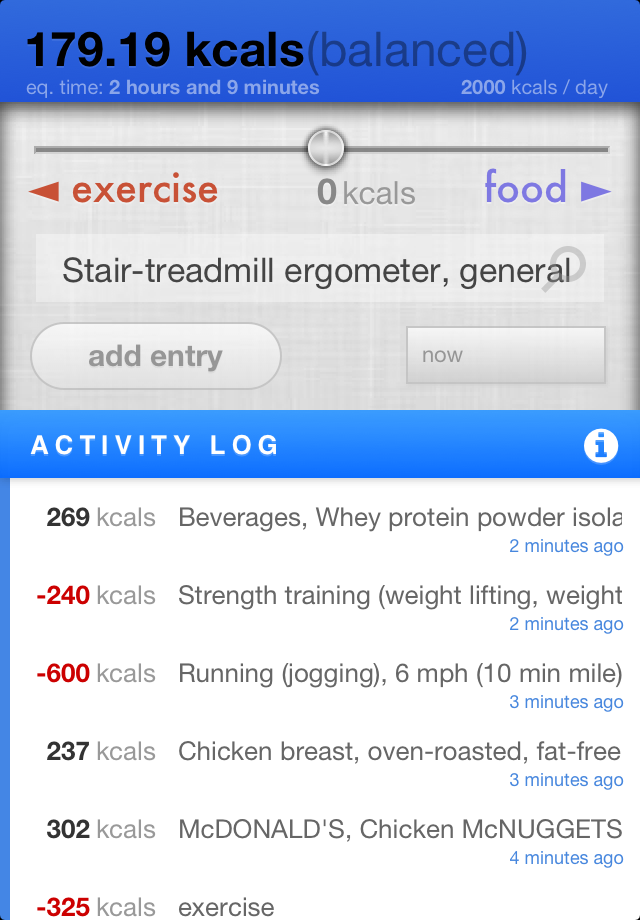 179.19 kcals(balanced)
eq. time: 2 hours and 9 minutes 2000 kcals / day
◄ exercise 0 kcals food ►
Stair-treadmill ergometer, general
add entry now
ACTIVITY LOG i
269 kcals Beverages, Whey protein powder isola
2 minutes ago
-240 kcals Strength training (weight lifting, weight
2 minutes ago
-600 kcals Running (jogging), 6 mph (10 min mile)
3 minutes ago
237 kcals Chicken breast, oven-roasted, fat-free
3 minutes ago
302 kcals McDONALD'S, Chicken McNUGGETS
4 minutes ago
-325 kcals exercise